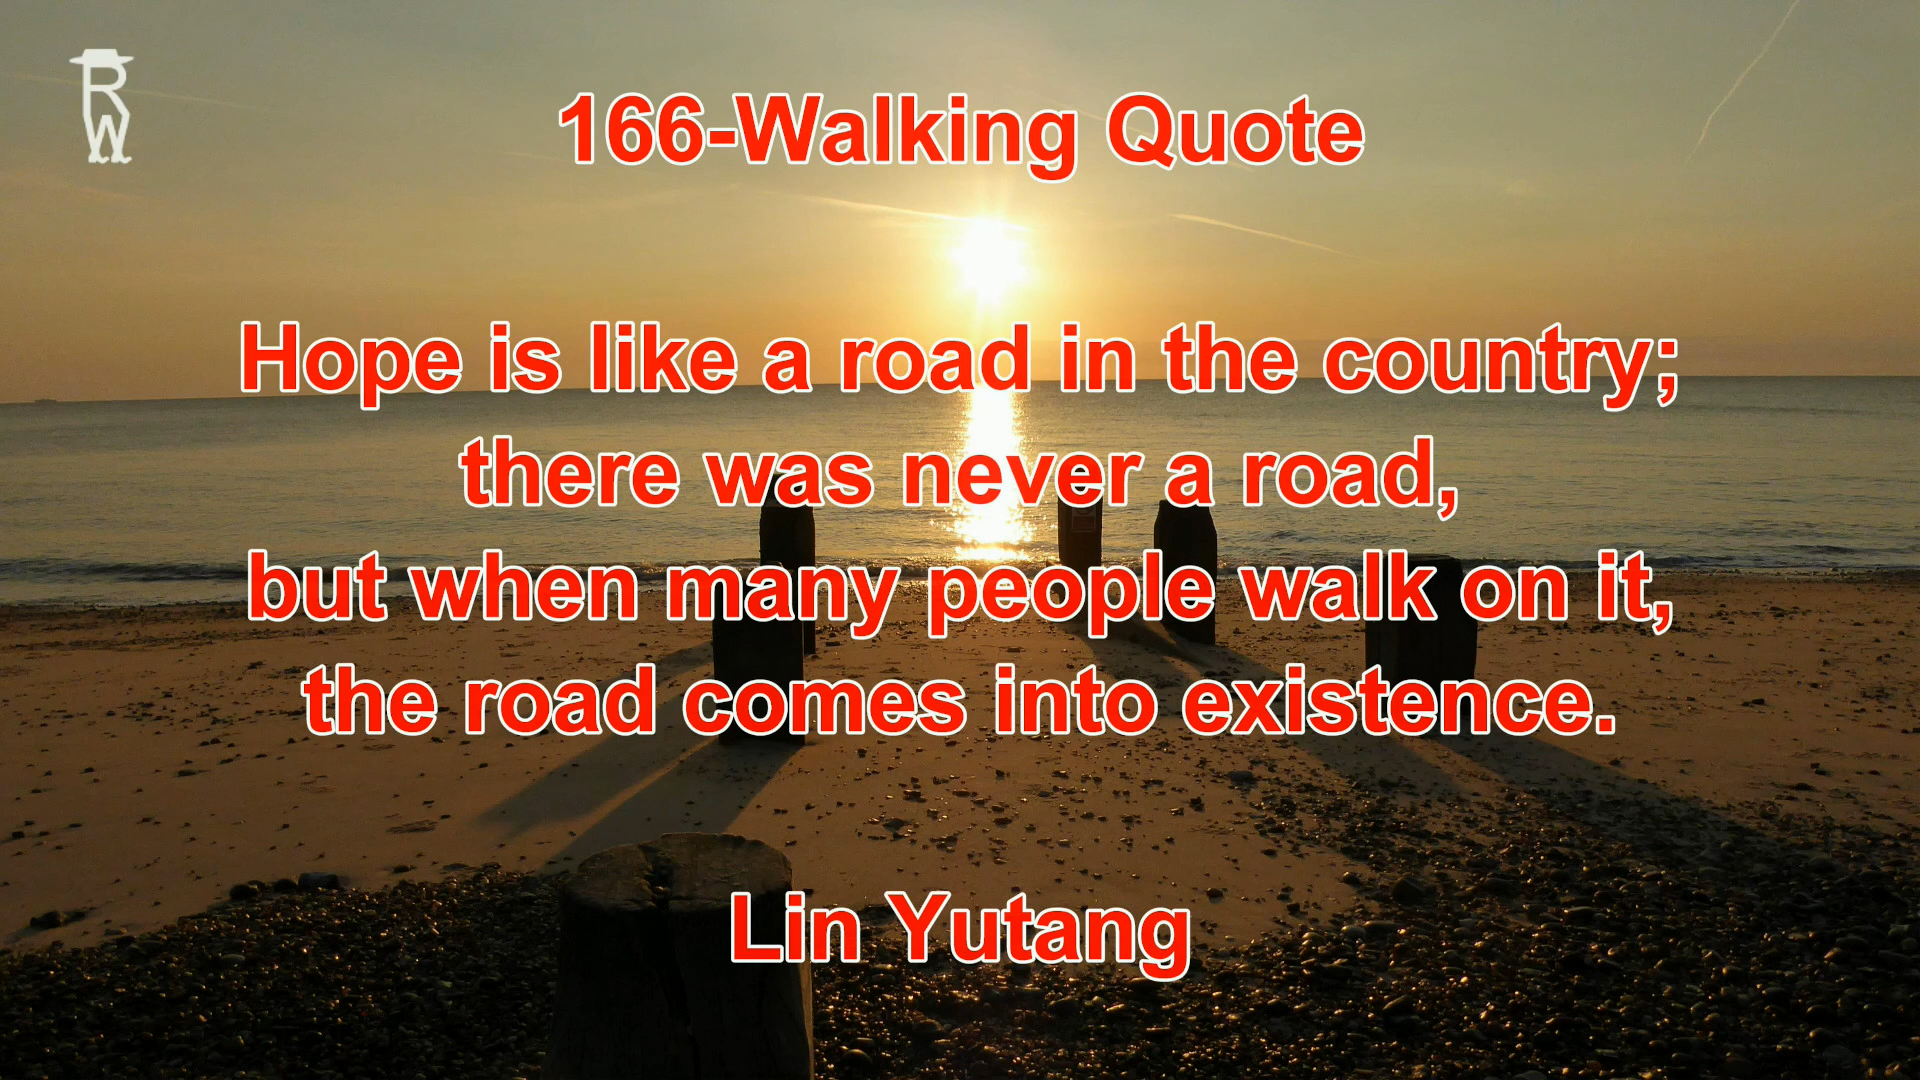 RW
166-Walking Quote
Hope is like a road in the country;
there was never a road,
but when many people walk on it,
the road comes into existence.
Lin Yutang